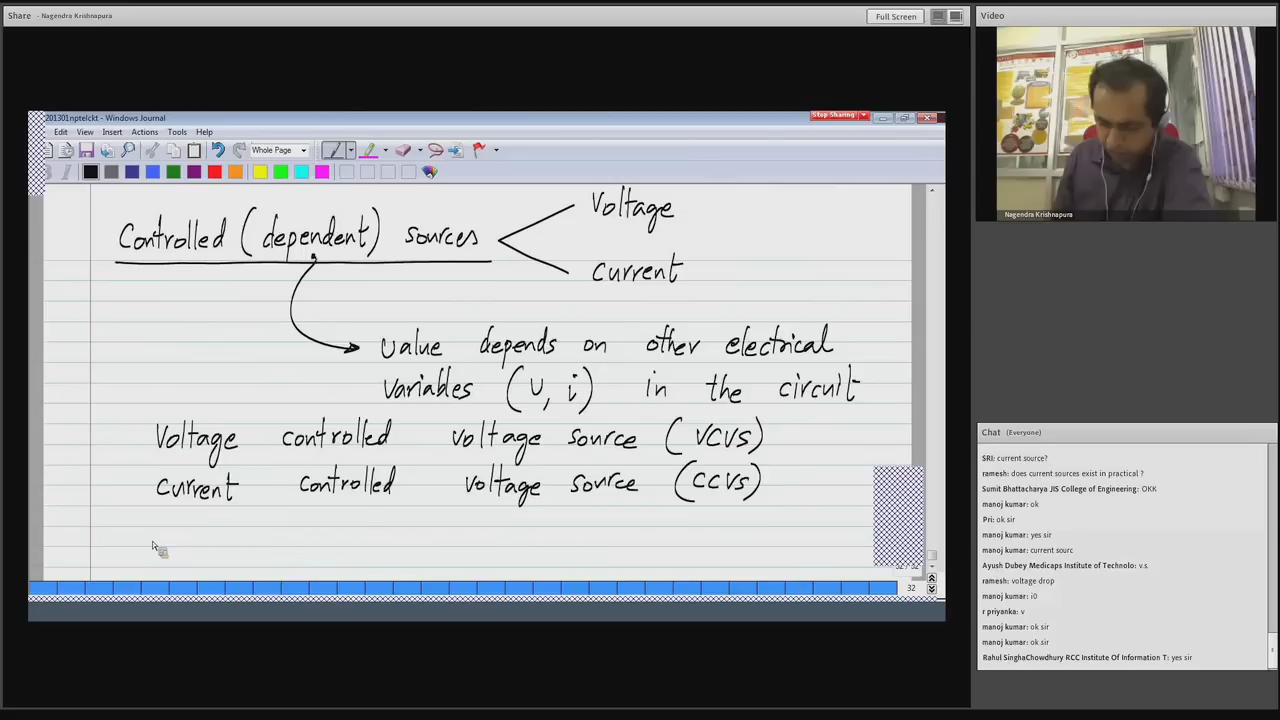 Share - Nagendra Krishnapura
Full Screen
Video
201301nptelckt - Windows Journal
Stop Sharing
Edit View Insert Actions Tools Help
Whole Page
Controlled (dependent) sources
Voltage
Current
value depends on other electrical
variables (v, i) in the circuit
Voltage controlled voltage source (VCVS)
Current controlled voltage source (CCVS)
32
Nagendra Krishnapura
Chat (Everyone)
SRI: current source?
ramesh: does current sources exist in practical ?
Sumit Bhattacharya JIS College of Engineering: OKK
manoj kumar: ok
Pri: ok sir
manoj kumar: yes sir
manoj kumar: current sourc
Ayush Dubey Medicaps Institute of Technolo: v.s.
ramesh: voltage drop
manoj kumar: i0
r priyanka: v
manoj kumar: ok sir
manoj kumar: ok sir
Rahul SinghaChowdhury RCC Institute Of Information T: yes sir